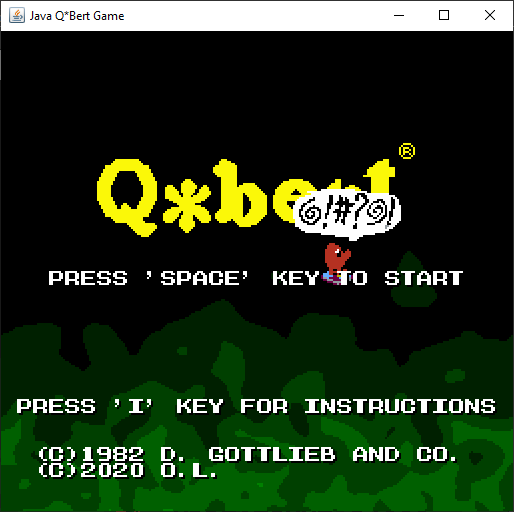 Java Q*Bert Game
Q*bert®
@!#?@!
PRESS 'SPACE' KEY TO START
PRESS 'I' KEY FOR INSTRUCTIONS
(C)1982 D. GOTTLIEB AND CO.
(C)2020 O.L.